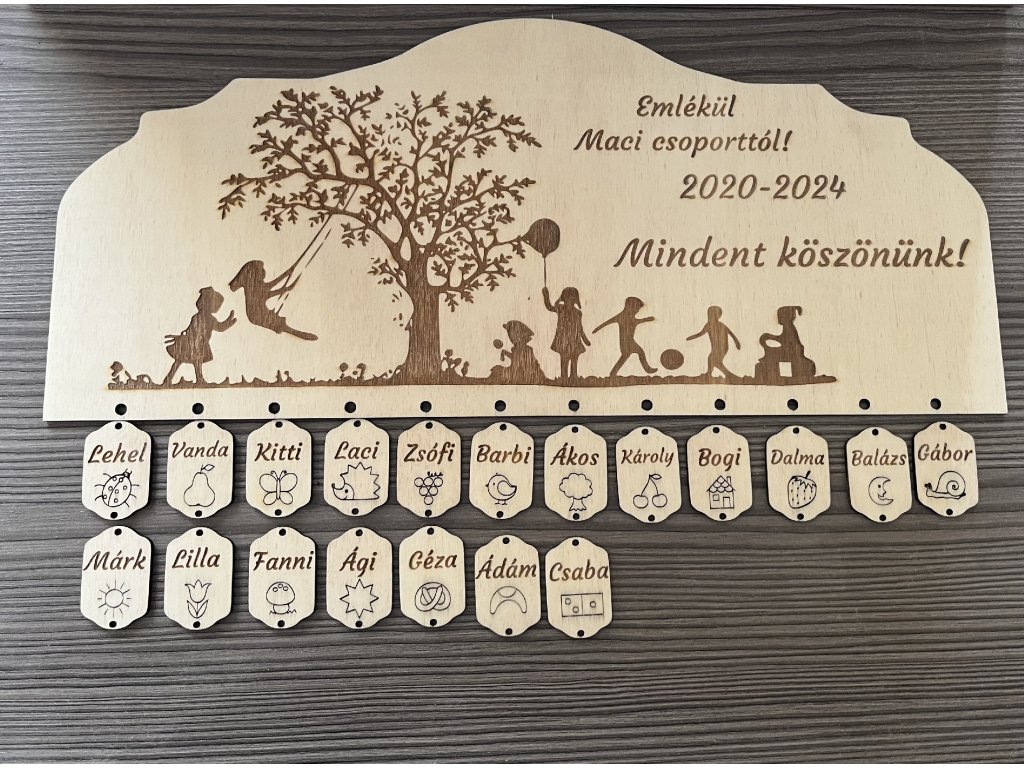 Emlékül
Maci csoporttól!
2020-2024
Mindent köszönünk!
Lehel Vanda Kitti Laci Zsófi Barbi Ákos Károly Bogi Dalma Balázs Gábor
Márk Lilla Fanni Ági Géza Ádám Csaba